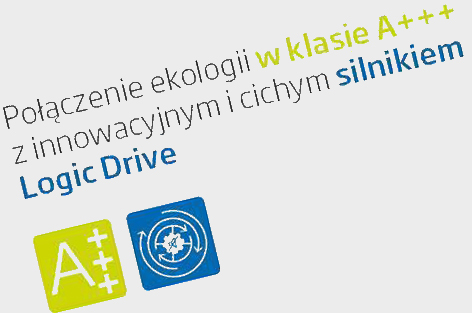 Połączenie ekologii w klasie A+++
z innowacyjnym i cichym silnikiem
Logic Drive
A+++